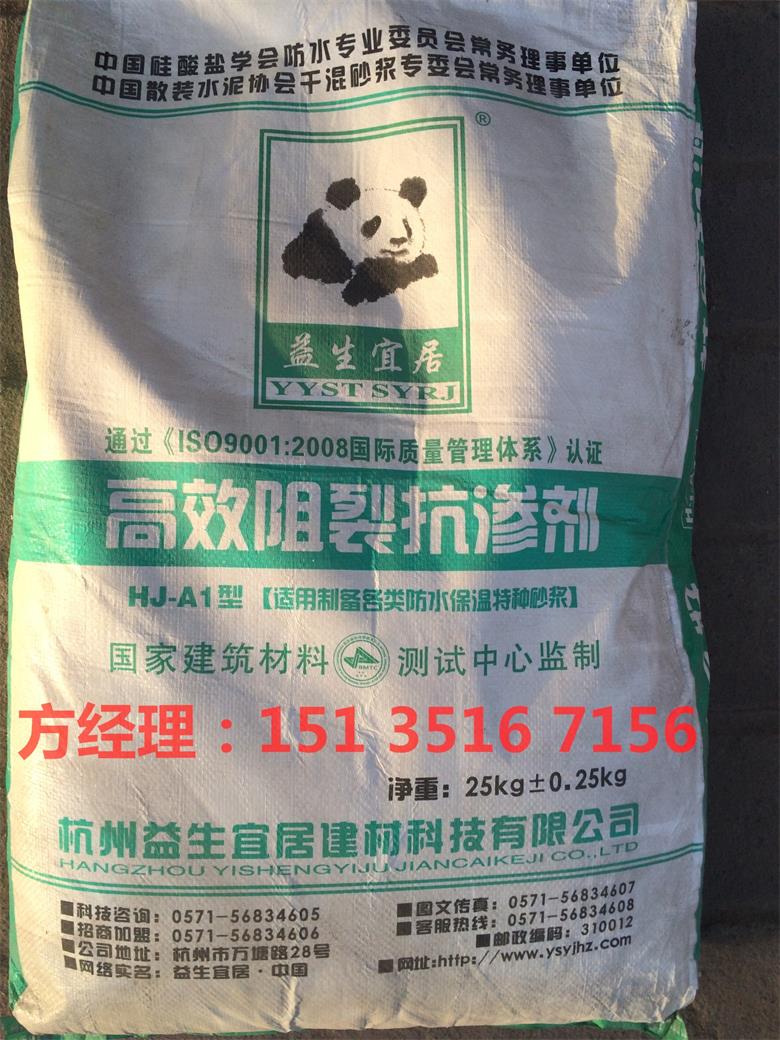 中国硅酸盐学会防水专业委员会常务理事单位
中国散装水泥协会干混砂浆专委会常务理事单位
®
益生宜居
YYST SYRJ
通过《ISO9001:2008国际质量管理体系》认证
高效阻裂抗渗剂
HJ-A1型【适用制备各类防水保温特种砂浆】
国家建筑材料 BMTC 测试中心监制
方经理：151 3516 7156
净重：25kg±0.25kg
杭州益生宜居建材科技有限公司
HANGZHOU YISHENGYIJU JIANCAIKEJI CO.,LTD
■科技咨询：0571-56834605
■招商加盟：0571-56834606
■公司地址：杭州市万塘路28号
■网络实名：益生宜居·中国
■图文传真：0571-56834607
■客服热线：0571-56834608
■邮政编码：310012
■网址:http://www.ysyjhz.com